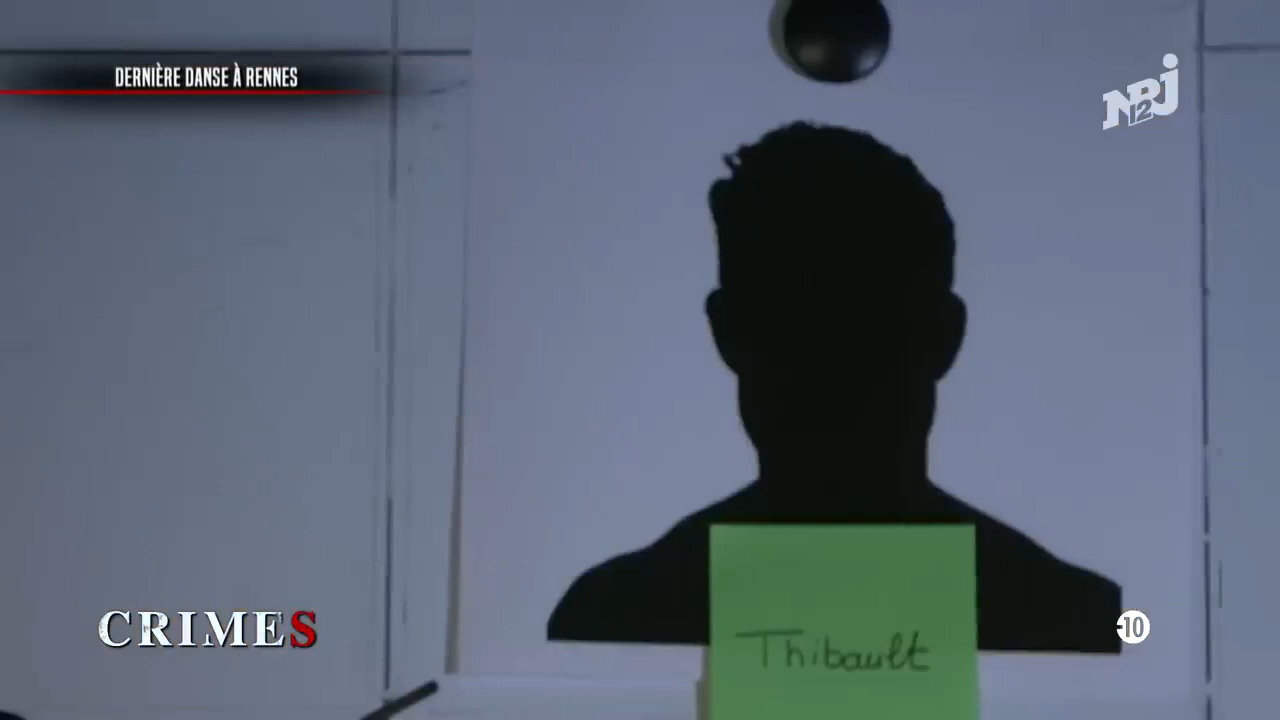 DERNIÈRE DANSE À RENNES
NRJ
12
CRIMES
-10
Thibault